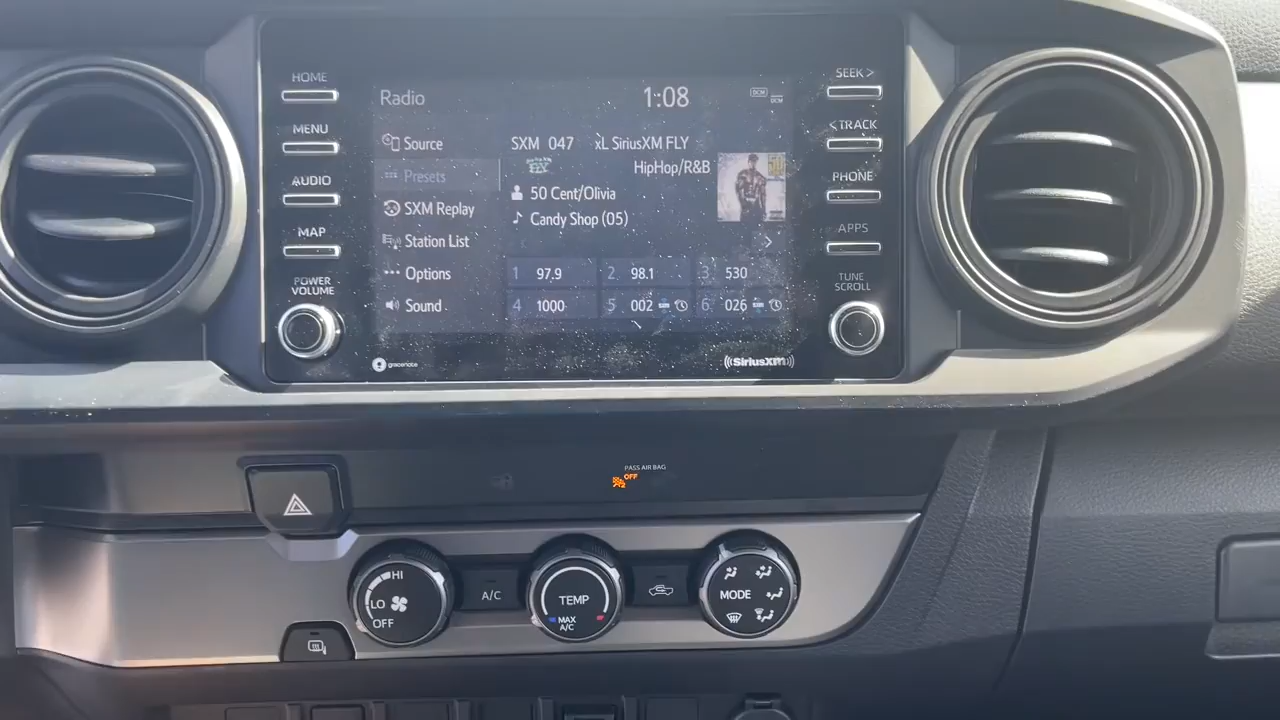 HOME
MENU
AUDIO
MAP
POWER
VOLUME
Radio
1:08
DCM
DCM
Source
Presets
SXM Replay
Station List
Options
Sound
SXM 047 xL SiriusXM FLY
FLY
HipHop/R&B
50 Cent/Olivia
Candy Shop (05)
1 97.9
2 98.1
3 530
4 1000
5 002
6 026
gracenote
SiriusXM
SEEK >
< TRACK
PHONE
APPS
TUNE
SCROLL
PASS AIR BAG
OFF
HI
LO
OFF
A/C
TEMP
MAX
A/C
MODE